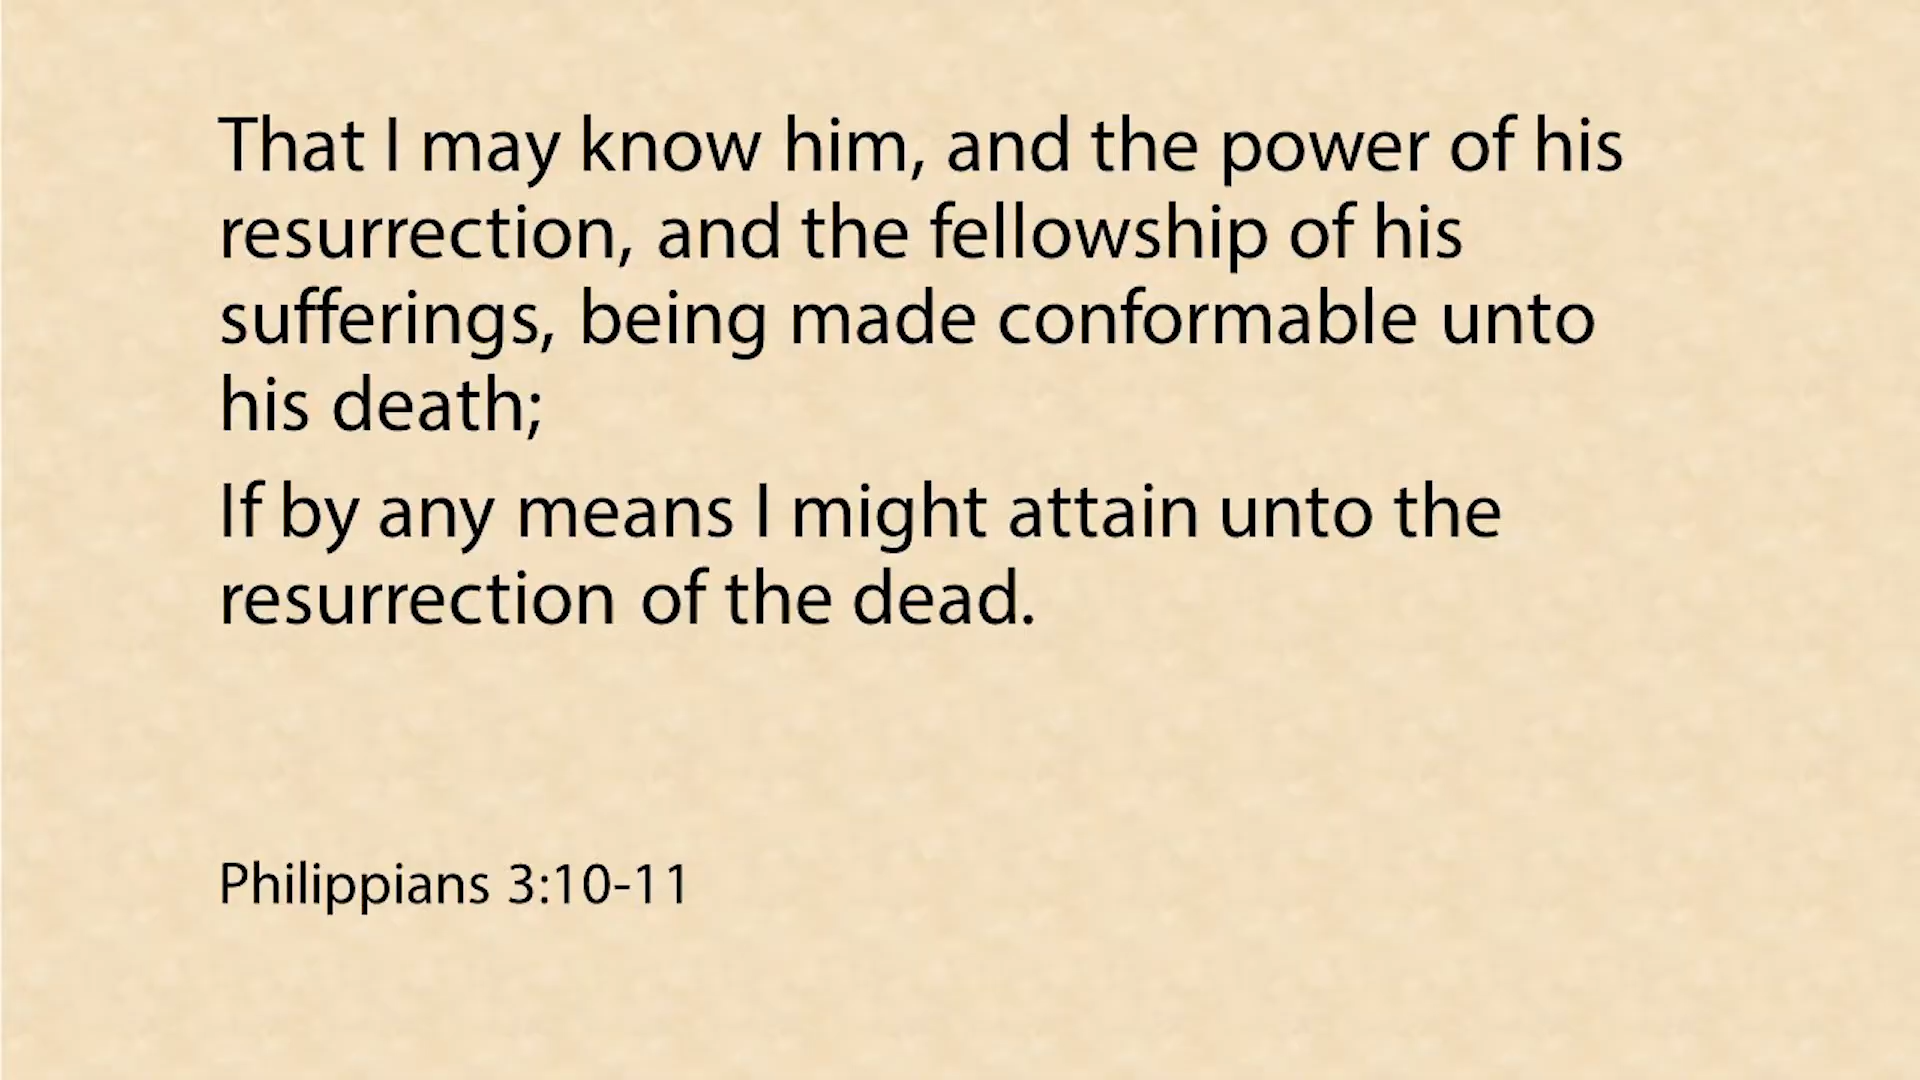 That I may know him, and the power of his
resurrection, and the fellowship of his
sufferings, being made conformable unto
his death;
If by any means I might attain unto the
resurrection of the dead.
Philippians 3:10-11